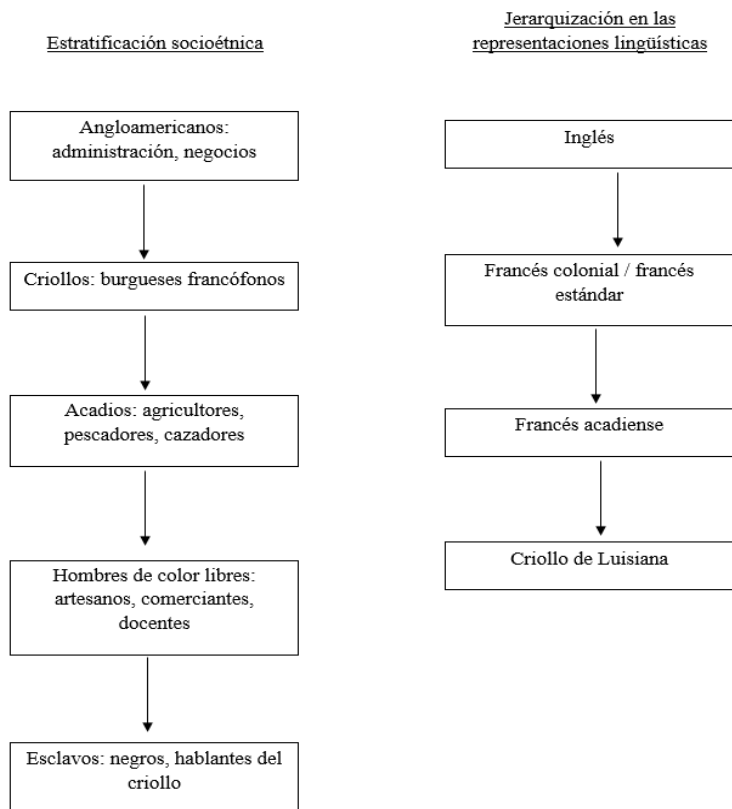 Estratificación socioétnica
Angloamericanos:
administración, negocios
Criollos: burgueses francófonos
Acadios: agricultores,
pescadores, cazadores
Hombres de color libres:
artesanos, comerciantes,
docentes
Esclavos: negros, hablantes del
criollo
Jerarquización en las
representaciones lingüísticas
Inglés
Francés colonial / francés
estándar
Francés acadiense
Criollo de Luisiana